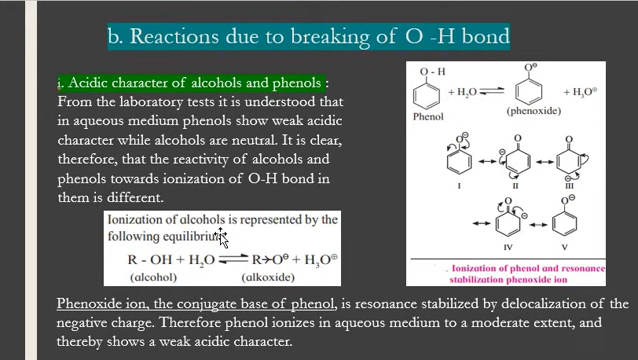 b. Reactions due to breaking of O -H bond
i. Acidic character of alcohols and phenols :
From the laboratory tests it is understood that
in aqueous medium phenols show weak acidic
character while alcohols are neutral. It is clear,
therefore, that the reactivity of alcohols and
phenols towards ionization of O-H bond in
them is different.
Ionization of alcohols is represented by the
following equilibrium
R - OH + H₂O ⇌ R→O⊖ + H₃O⊕
(alcohol) (alkoxide)
O - H O⊖
+ H₂O ⇌ + H₃O⊕
Phenol (phenoxide)
O⊖ O O
⊖ ⊖
I II III
O O⊖
⊖
IV V
. Ionization of phenol and resonance
stabilization phenoxide ion
Phenoxide ion, the conjugate base of phenol, is resonance stabilized by delocalization of the
negative charge. Therefore phenol ionizes in aqueous medium to a moderate extent, and
thereby shows a weak acidic character.